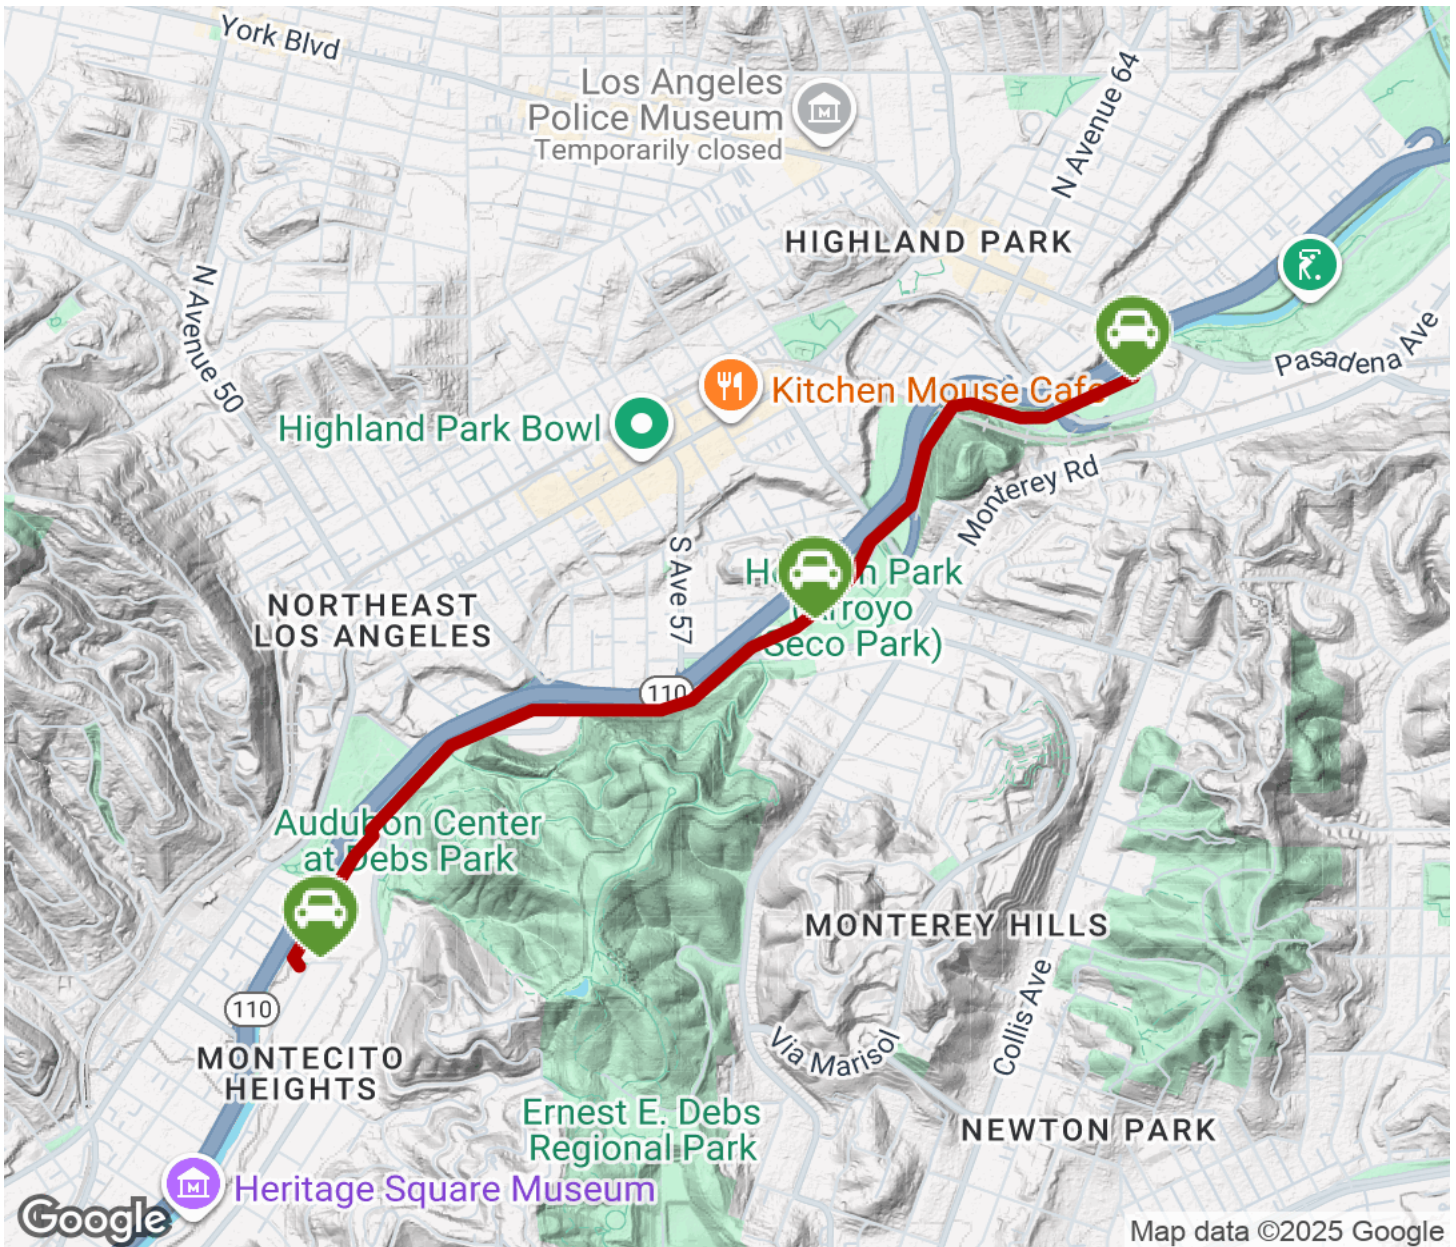 York Blvd
Los Angeles
Police Museum
Temporarily closed
N Avenue 64
HIGHLAND PARK
N Avenue 50
Pasadena Ave
Kitchen Mouse Cafe
Highland Park Bowl
Monterey Rd
S Ave 57
Park
(Arroyo
Seco Park)
NORTHEAST
LOS ANGELES
110
Audubon Center
at Debs Park
MONTEREY HILLS
110
Collis Ave
Via Marisol
MONTECITO
HEIGHTS
Ernest E. Debs
Regional Park
NEWTON PARK
Heritage Square Museum
Google
Map data ©2025 Google